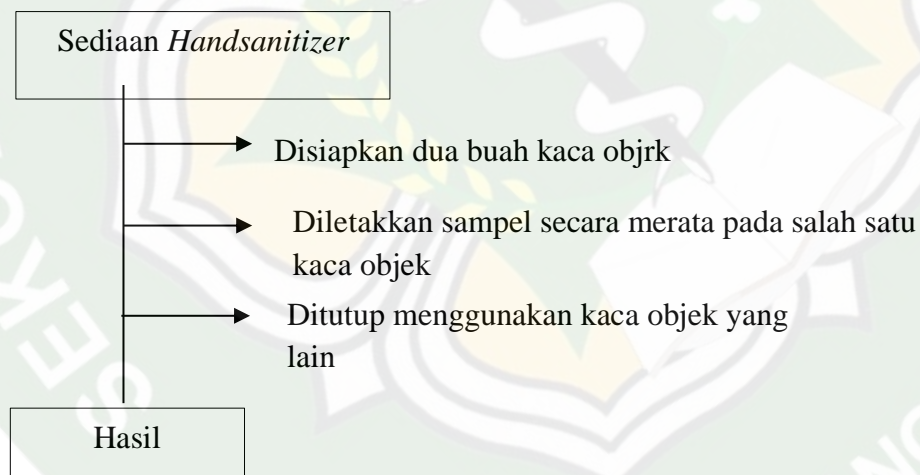 Sediaan Handsanitizer
Disiapkan dua buah kaca objrk
Diletakkan sampel secara merata pada salah satu
kaca objek
Ditutup menggunakan kaca objek yang
lain
Hasil